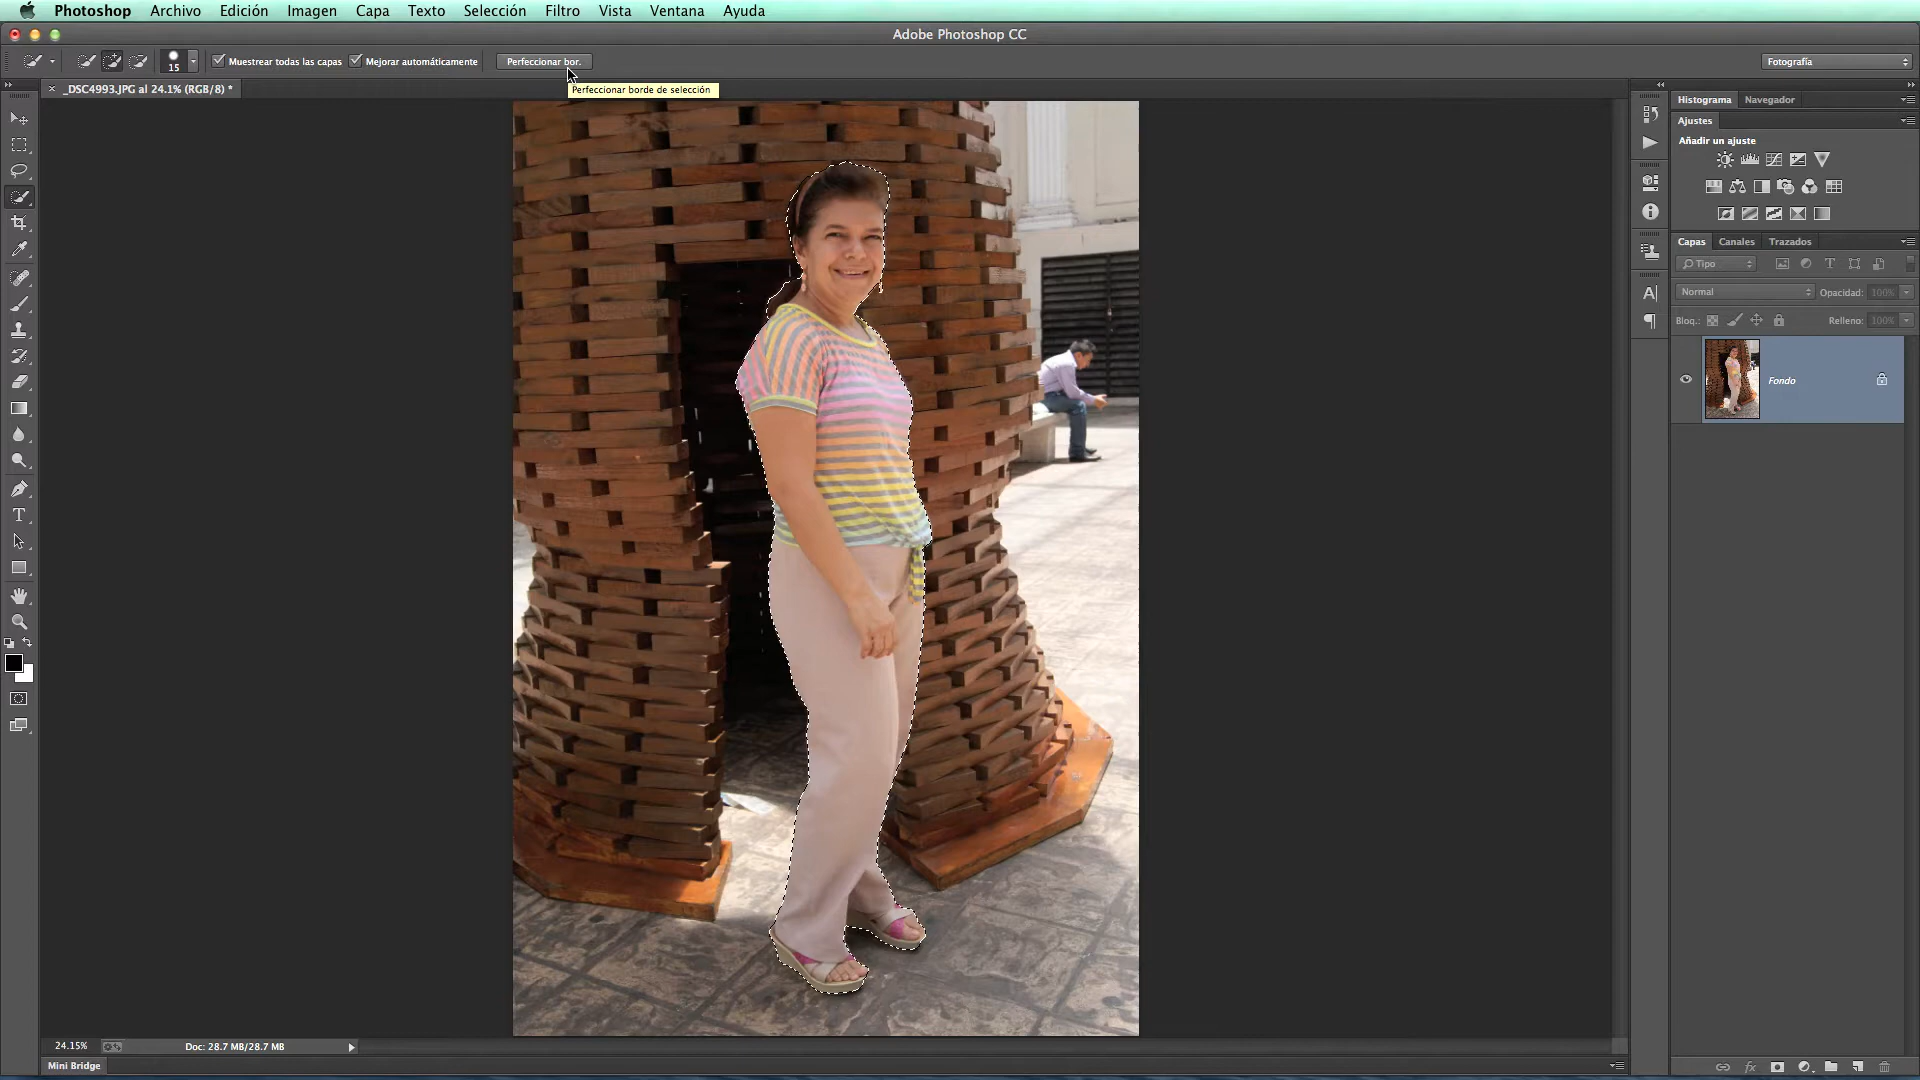 Photoshop Archivo Edición Imagen Capa Texto Selección Filtro Vista Ventana Ayuda
Adobe Photoshop CC
15 Muestrear todas las capas Mejorar automáticamente Perfeccionar bor. Fotografía
_DSC4993.JPG al 24.1% (RGB/8) *
Perfeccionar borde de selección
Histograma Navegador
Ajustes
Añadir un ajuste
Capas Canales Trazados
Tipo
Normal Opacidad: 100%
Bloq.: Relleno: 100%
Fondo
24.15% Doc: 28.7 MB/28.7 MB
Mini Bridge